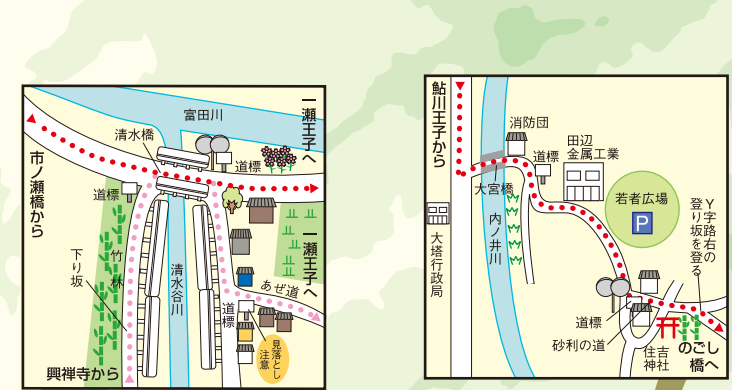 富田川
清水橋
一瀬王子へ
道標
市ノ瀬橋から
道標
一瀬王子へ
竹林
下り坂
清水谷川
あぜ道
道標
見落とし
注意
興禅寺から
鮎川王子から
消防団
田辺
金属工業
道標
大宮橋
若者広場
P
Y字路右の
登り坂を登る
内ノ井川
大塔行政局
道標
砂利の道
住吉
神社
のごし
橋へ